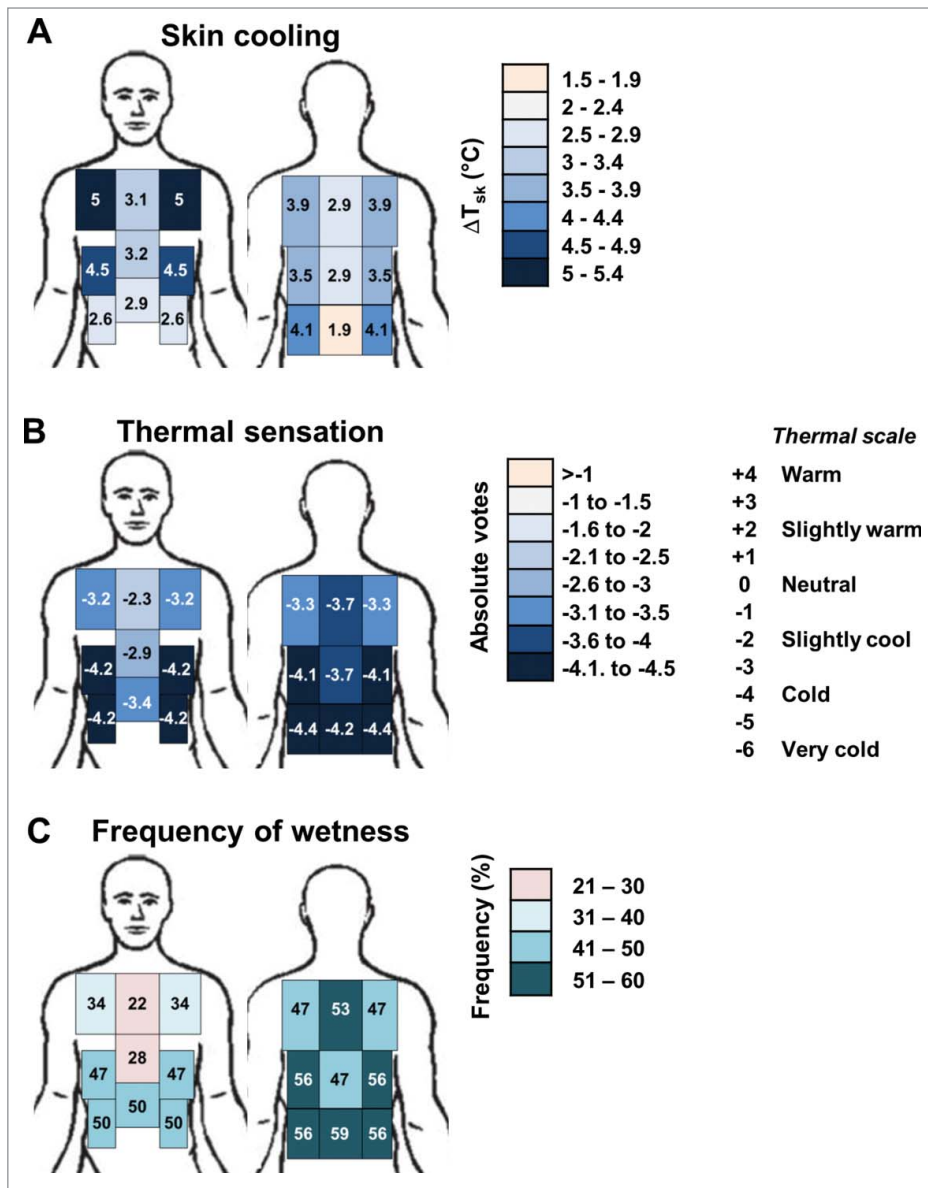 A
Skin cooling
5
3.1
5
3.2
4.5
4.5
2.9
2.6
2.6
3.9
2.9
3.9
3.5
2.9
3.5
4.1
1.9
4.1
ΔTsk (°C)
1.5 - 1.9
2 - 2.4
2.5 - 2.9
3 - 3.4
3.5 - 3.9
4 - 4.4
4.5 - 4.9
5 - 5.4
B
Thermal sensation
-3.2
-2.3
-3.2
-2.9
-4.2
-4.2
-3.4
-4.2
-4.2
-3.3
-3.7
-3.3
-4.1
-3.7
-4.1
-4.4
-4.2
-4.4
Absolute votes
>-1
-1 to -1.5
-1.6 to -2
-2.1 to -2.5
-2.6 to -3
-3.1 to -3.5
-3.6 to -4
-4.1. to -4.5
Thermal scale
+4 Warm
+3
+2 Slightly warm
+1
0 Neutral
-1
-2 Slightly cool
-3
-4 Cold
-5
-6 Very cold
C
Frequency of wetness
34
22
34
28
47
47
50
50
50
47
53
47
56
47
56
56
59
56
Frequency (%)
21 – 30
31 – 40
41 – 50
51 – 60